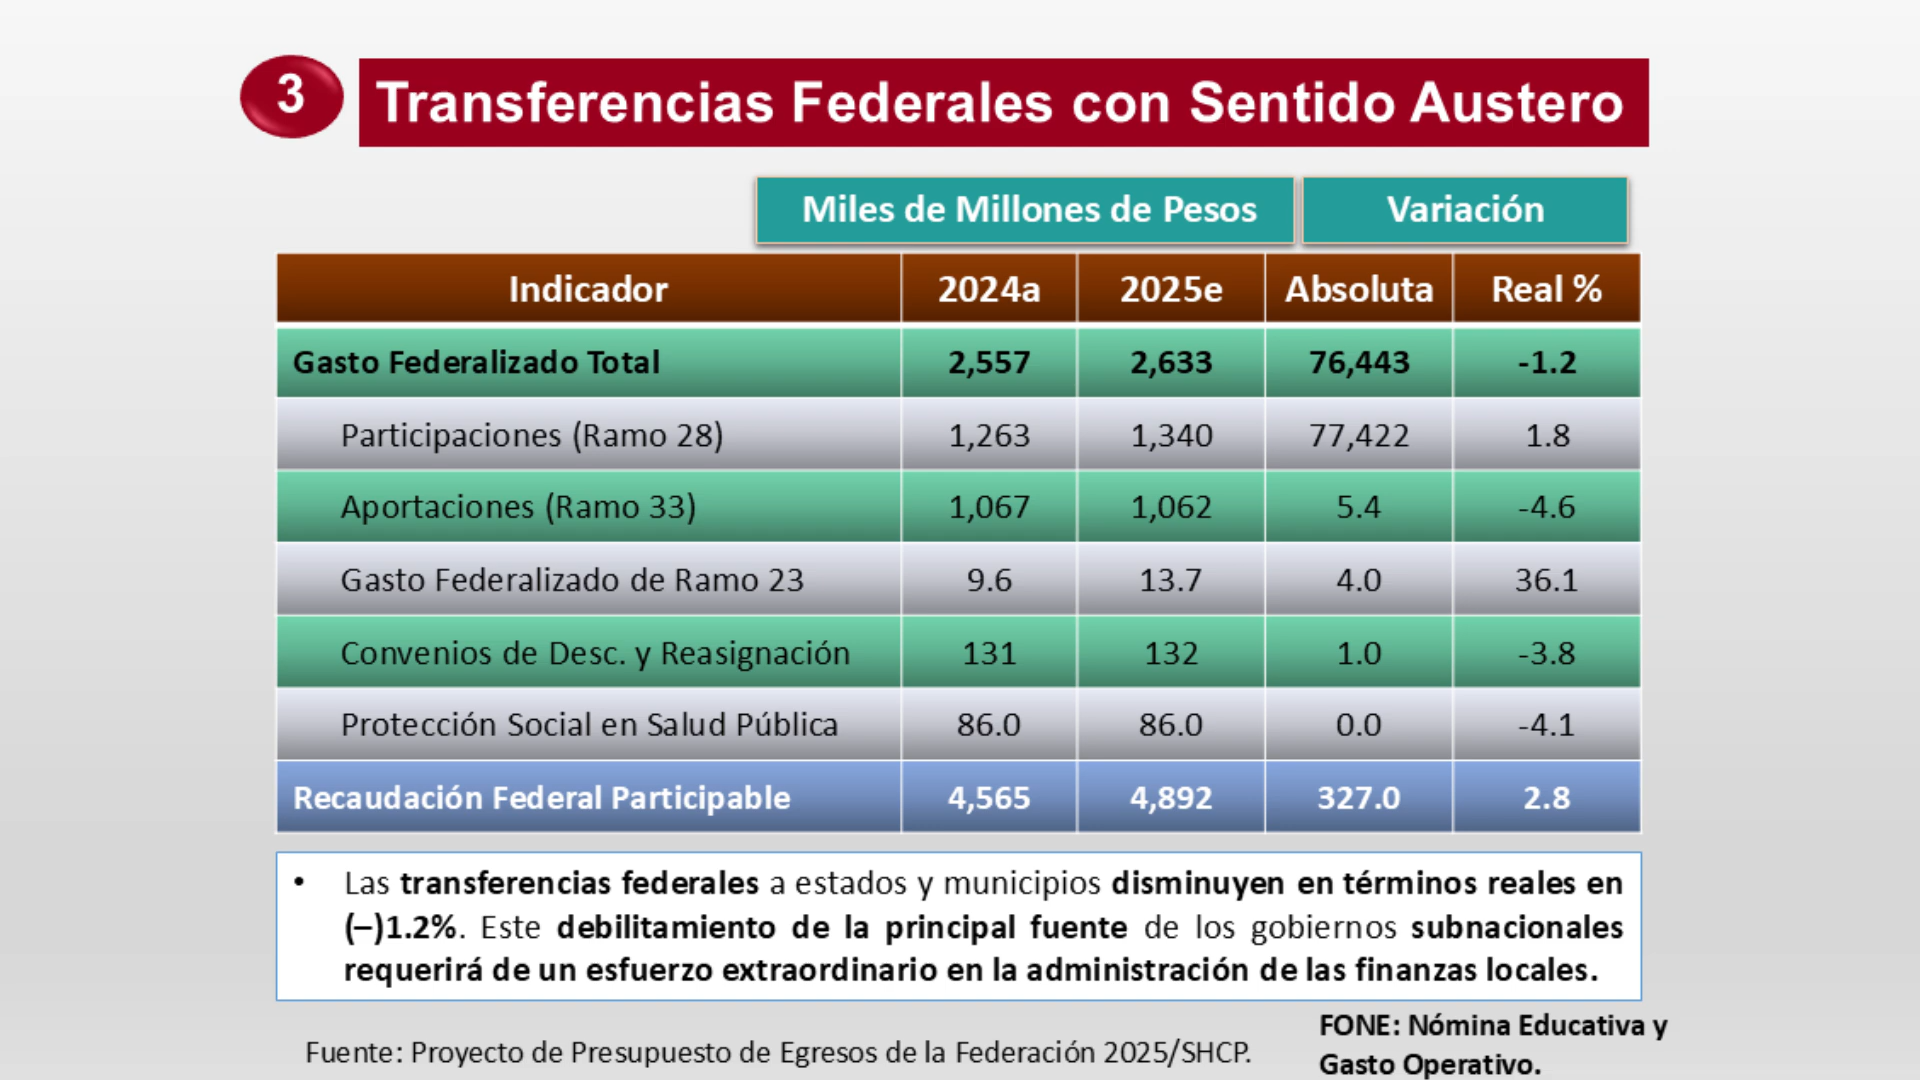 3
Transferencias Federales con Sentido Austero
Miles de Millones de Pesos Variación
Indicador 2024a 2025e Absoluta Real %
Gasto Federalizado Total 2,557 2,633 76,443 -1.2
Participaciones (Ramo 28) 1,263 1,340 77,422 1.8
Aportaciones (Ramo 33) 1,067 1,062 5.4 -4.6
Gasto Federalizado de Ramo 23 9.6 13.7 4.0 36.1
Convenios de Desc. y Reasignación 131 132 1.0 -3.8
Protección Social en Salud Pública 86.0 86.0 0.0 -4.1
Recaudación Federal Participable 4,565 4,892 327.0 2.8
• Las transferencias federales a estados y municipios disminuyen en términos reales en
(–)1.2%. Este debilitamiento de la principal fuente de los gobiernos subnacionales
requerirá de un esfuerzo extraordinario en la administración de las finanzas locales.
Fuente: Proyecto de Presupuesto de Egresos de la Federación 2025/SHCP.
FONE: Nómina Educativa y
Gasto Operativo.